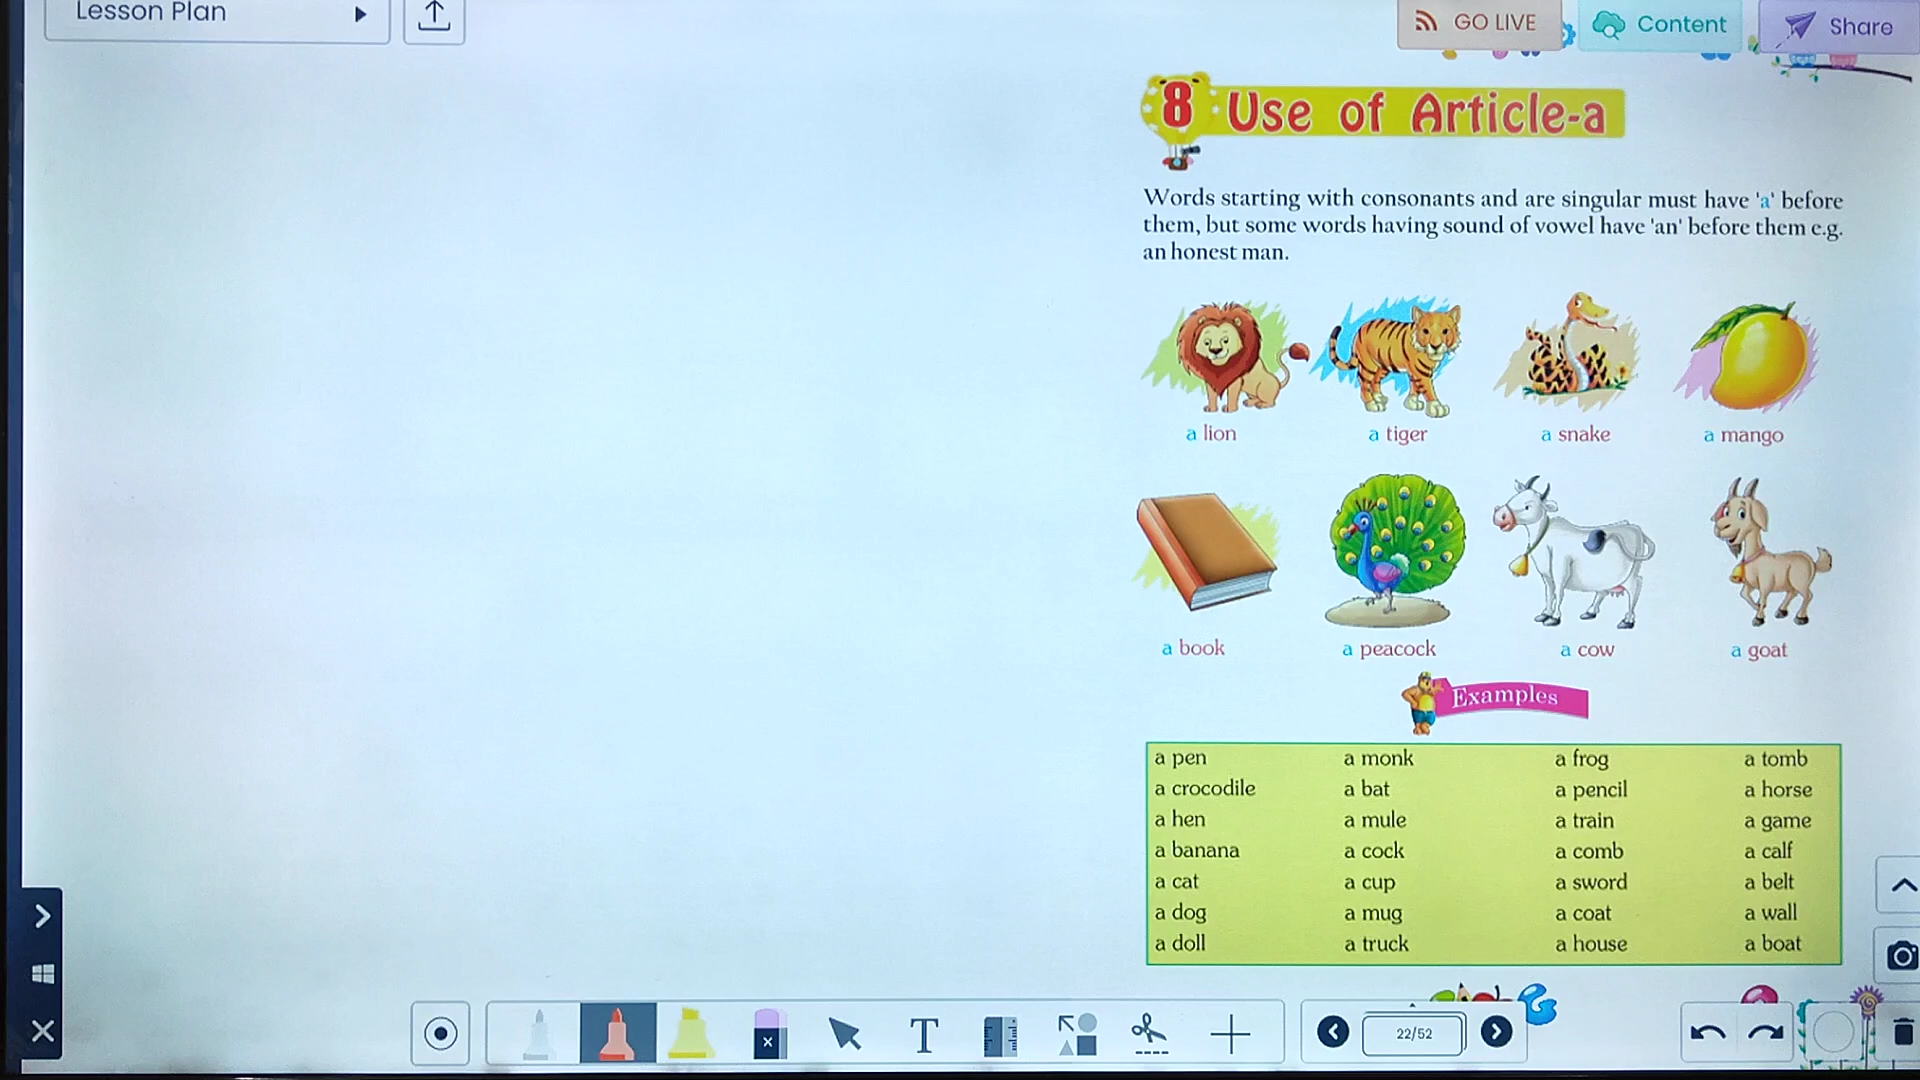 Lesson Plan
GO LIVE
Content
Share
8 Use of Article-a
Words starting with consonants and are singular must have 'a' before
them, but some words having sound of vowel have 'an' before them e.g.
an honest man.
a lion a tiger a snake a mango
a book a peacock a cow a goat
Examples
a pen a monk a frog a tomb
a crocodile a bat a pencil a horse
a hen a mule a train a game
a banana a cock a comb a calf
a cat a cup a sword a belt
a dog a mug a coat a wall
a doll a truck a house a boat
T
22/52